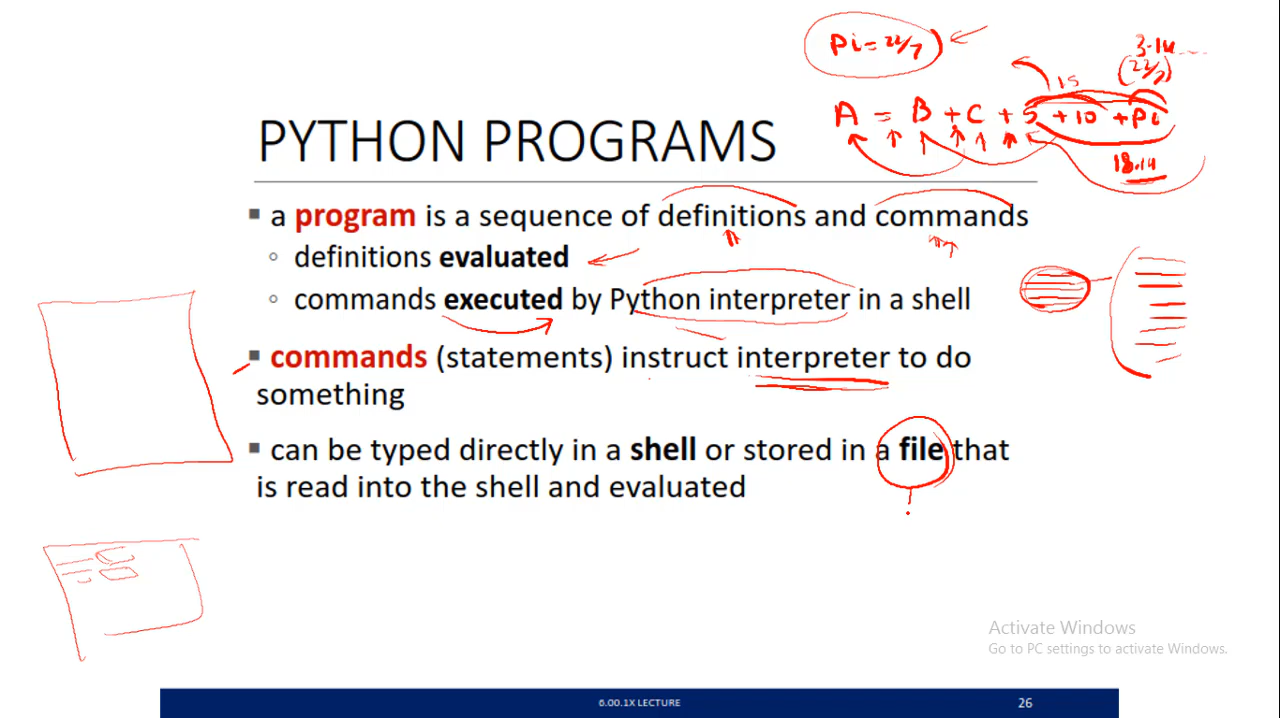 Pi = 22/7
3.14
(22/7)
15
A = B + C + 5 + 10 + Pi
18.14
PYTHON PROGRAMS
▪ a program is a sequence of definitions and commands
◦ definitions evaluated
◦ commands executed by Python interpreter in a shell
▪ commands (statements) instruct interpreter to do
something
▪ can be typed directly in a shell or stored in a file that
is read into the shell and evaluated
Activate Windows
Go to PC settings to activate Windows.
6.00.1X LECTURE
26